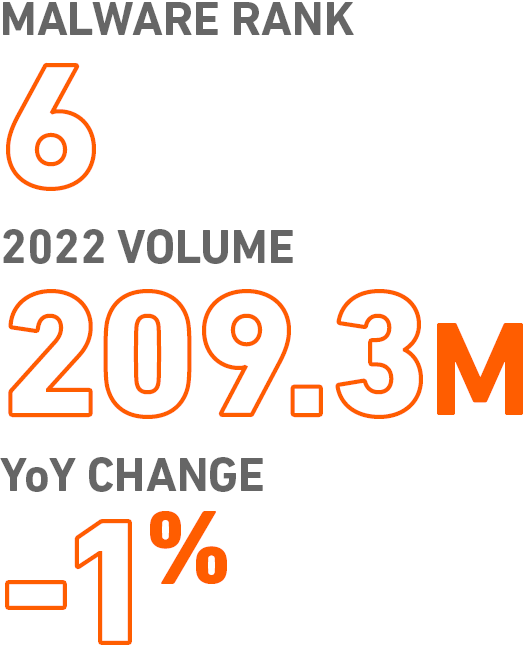 MALWARE RANK
6
2022 VOLUME
209.3M
YoY CHANGE
-1%